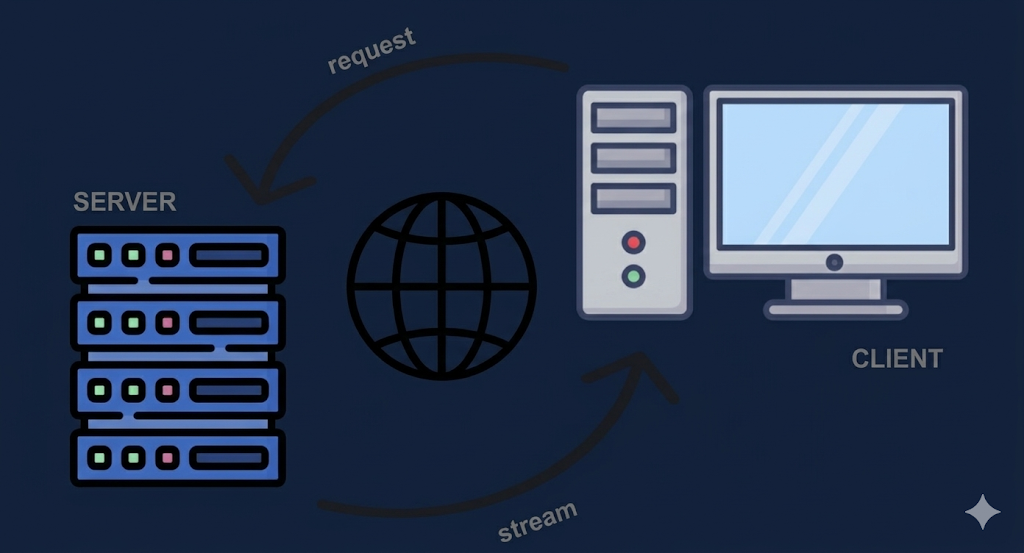 request
SERVER
CLIENT
stream